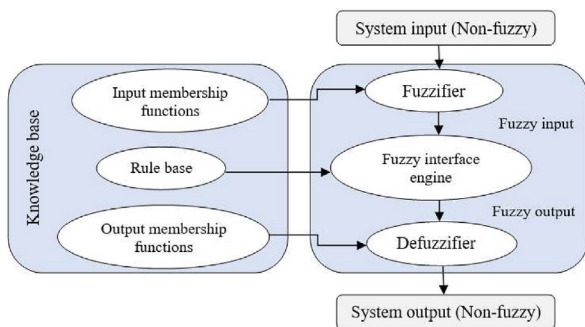 System input (Non-fuzzy)
Knowledge base
Input membership
functions
Rule base
Output membership
functions
Fuzzifier
Fuzzy input
Fuzzy interface
engine
Fuzzy output
Defuzzifier
System output (Non-fuzzy)